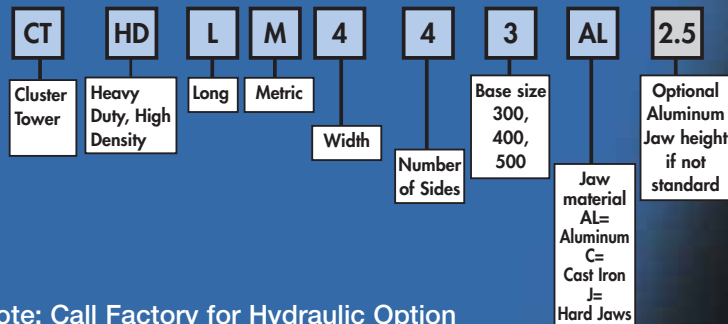 CT HD L M 4 4 3 AL 2.5
Cluster
Tower
Heavy
Duty, High
Density
Long
Metric
Width
Number
of Sides
Base size
300,
400,
500
Jaw
material
AL=
Aluminum
C=
Cast Iron
J=
Hard Jaws
Optional
Aluminum
Jaw height
if not
standard
ote: Call Factory for Hydraulic Option